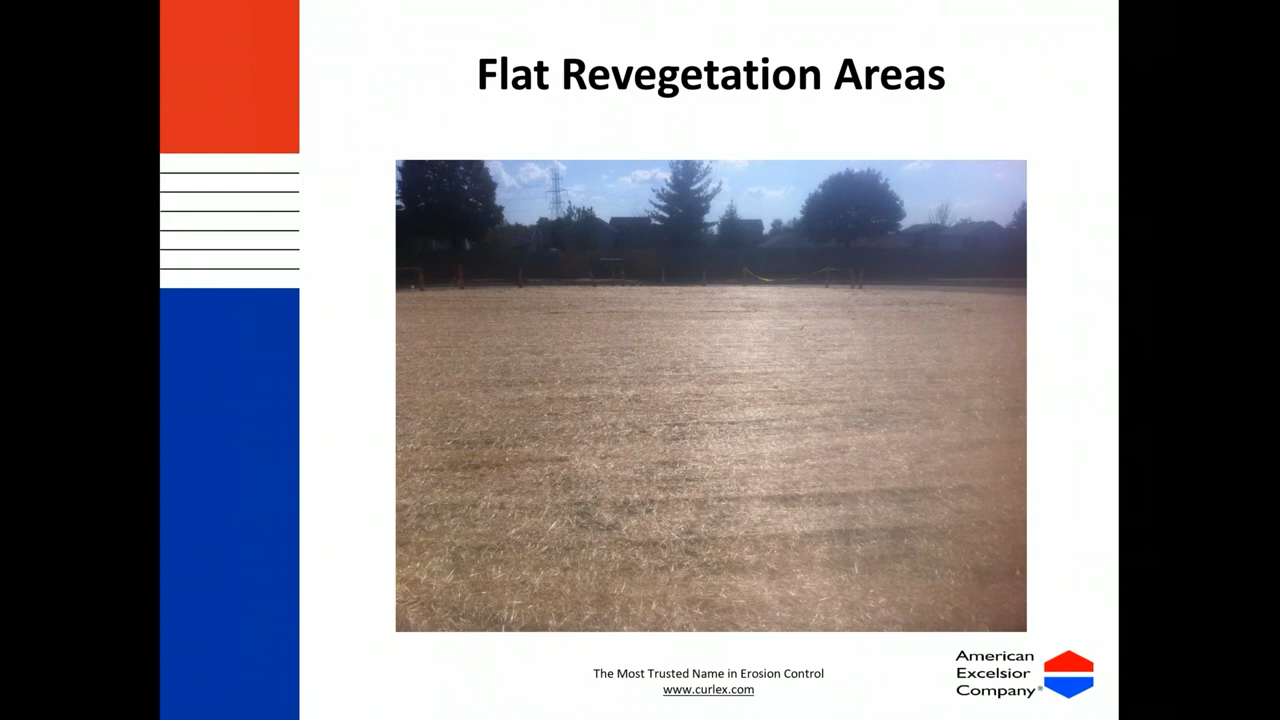 Flat Revegetation Areas
The Most Trusted Name in Erosion Control
www.curlex.com
American
Excelsior
Company®